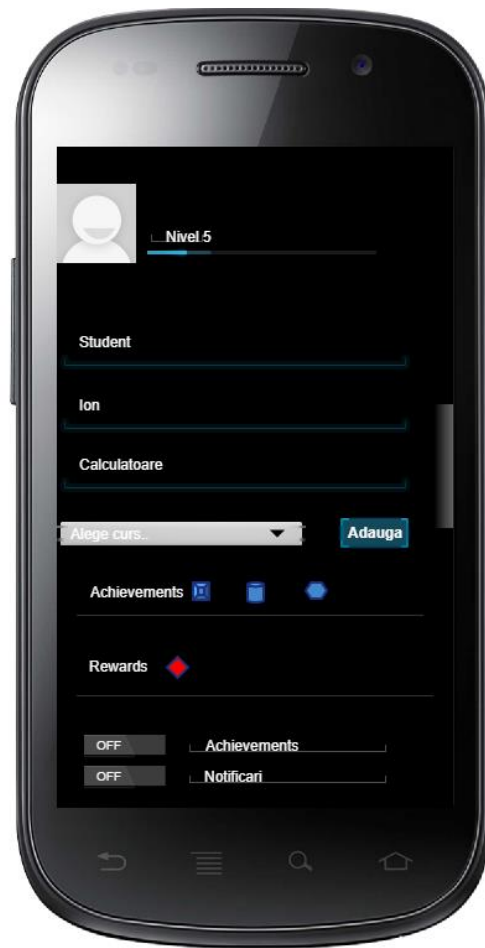 Nivel 5
Student
Ion
Calculatoare
Alege curs..
Adauga
Achievements
Rewards
OFF Achievements
OFF Notificari